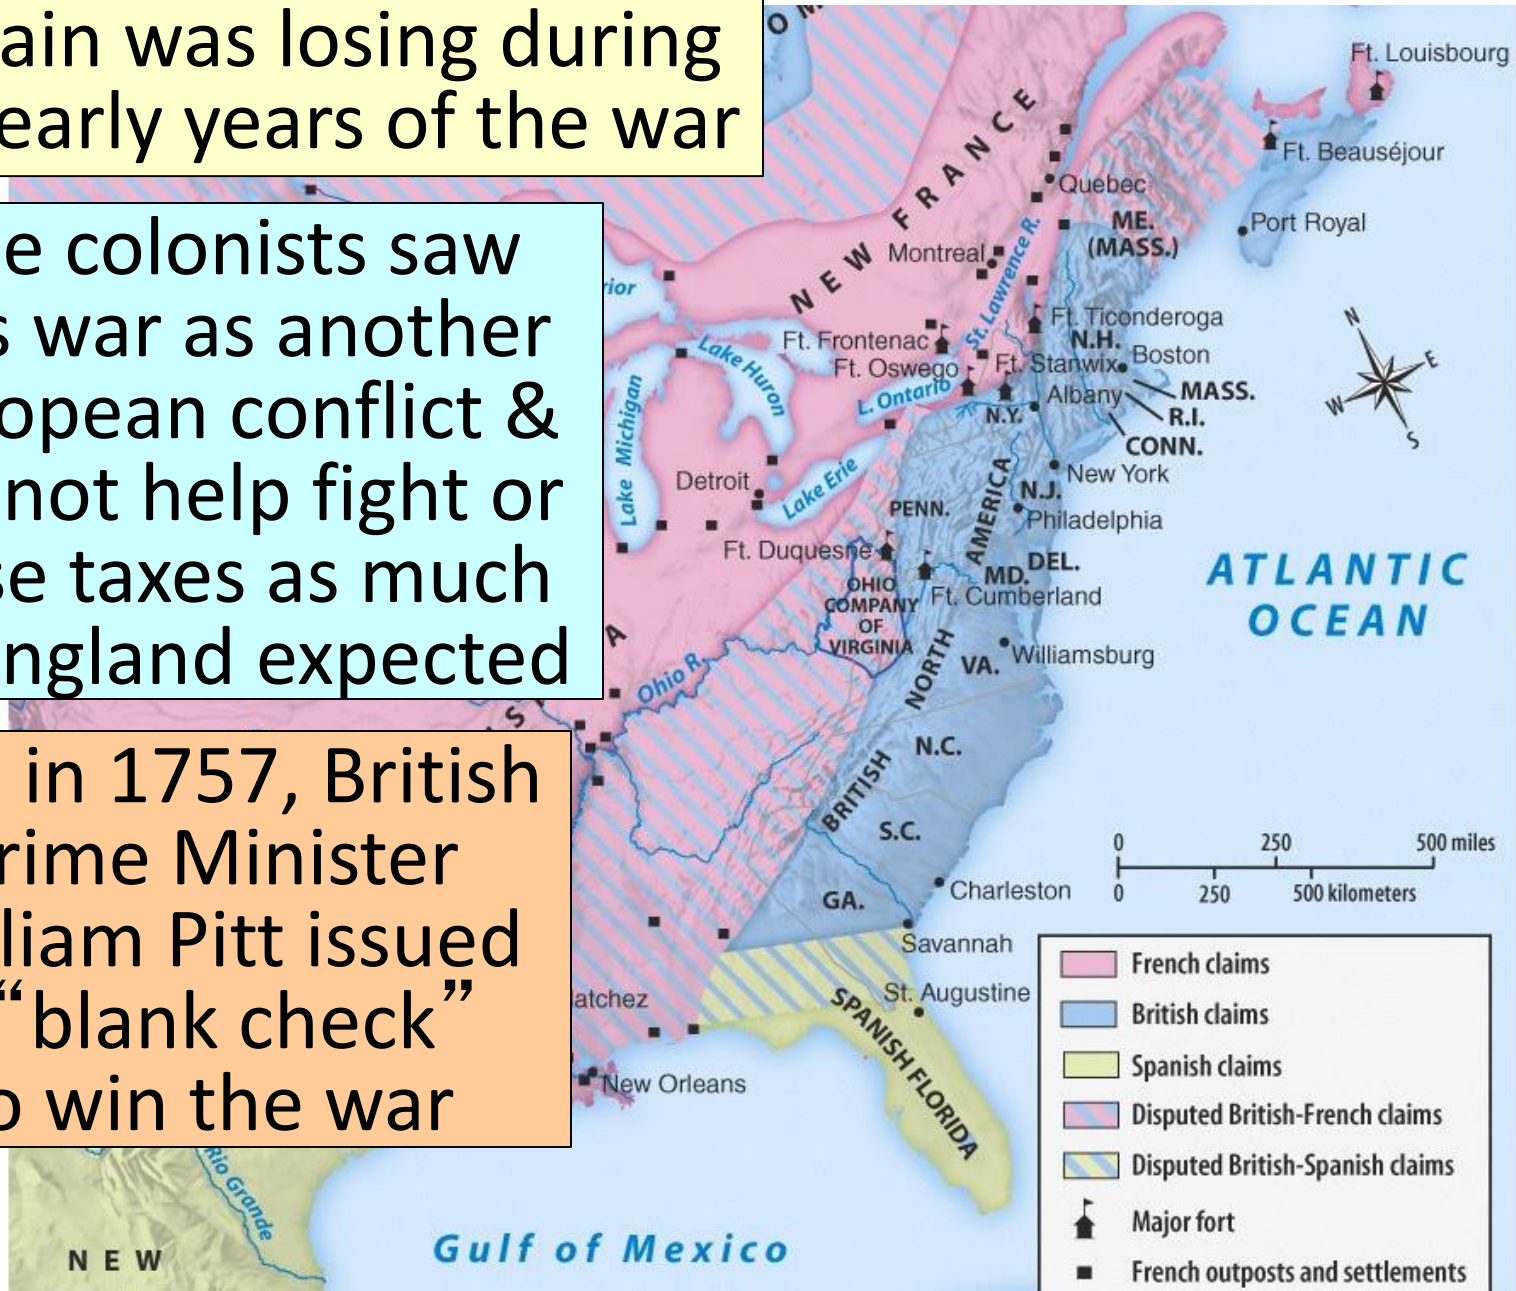 ain was losing during
early years of the war
e colonists saw
s war as another
opean conflict &
not help fight or
se taxes as much
ngland expected
in 1757, British
rime Minister
liam Pitt issued
“blank check”
o win the war
O M
Ft. Louisbourg
Ft. Beauséjour
Port Royal
Quebec
ME.
(MASS.)
NEW FRANCE
Montreal
St. Lawrence R.
rior
Ft. Ticonderoga
N.H.
Ft. Frontenac
Ft. Oswego
Ft. Stanwix
Boston
Lake Huron
L. Ontario
Albany
MASS.
N.Y.
R.I.
CONN.
Lake Michigan
Lake Erie
Detroit
New York
PENN.
N.J.
Philadelphia
Ft. Duquesne
MD.
DEL.
OHIO
COMPANY
OF
VIRGINIA
Ft. Cumberland
BRITISH NORTH AMERICA
Williamsburg
VA.
Ohio R.
A
I S
N.C.
S.C.
GA.
Charleston
Savannah
St. Augustine
SPANISH FLORIDA
atchez
New Orleans
Rio Grande
NEW
Gulf of Mexico
ATLANTIC
OCEAN
N
E
W
S
0 250 500 miles
0 250 500 kilometers
French claims
British claims
Spanish claims
Disputed British-French claims
Disputed British-Spanish claims
Major fort
French outposts and settlements